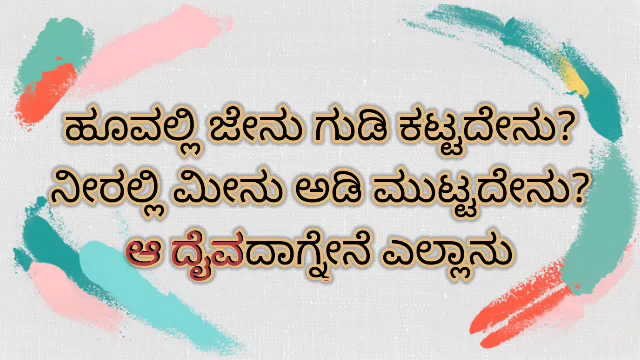 ಹೂವಲ್ಲಿ ಜೇನು ಗುಡಿ ಕಟ್ಟದೇನು?
ನೀರಲ್ಲಿ ಮೀನು ಅಡಿ ಮುಟ್ಟದೇನು?
ಆ ದೈವದಾಗ್ನೇನೆ ಎಲ್ಲಾನು